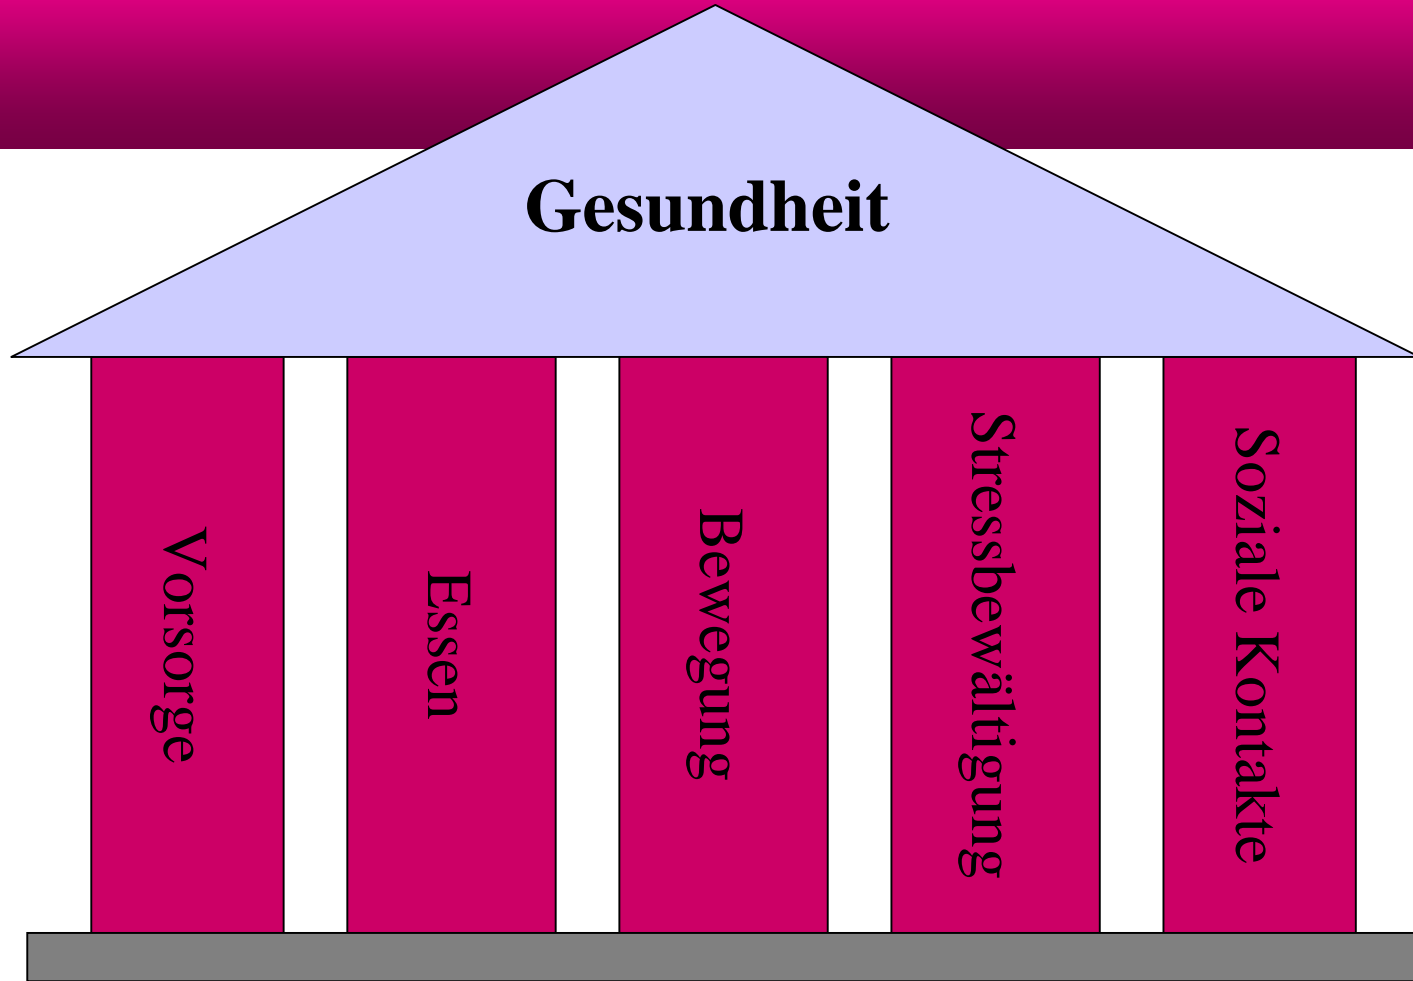 Gesundheit
Vorsorge
Essen
Bewegung
Stressbewältigung
Soziale Kontakte